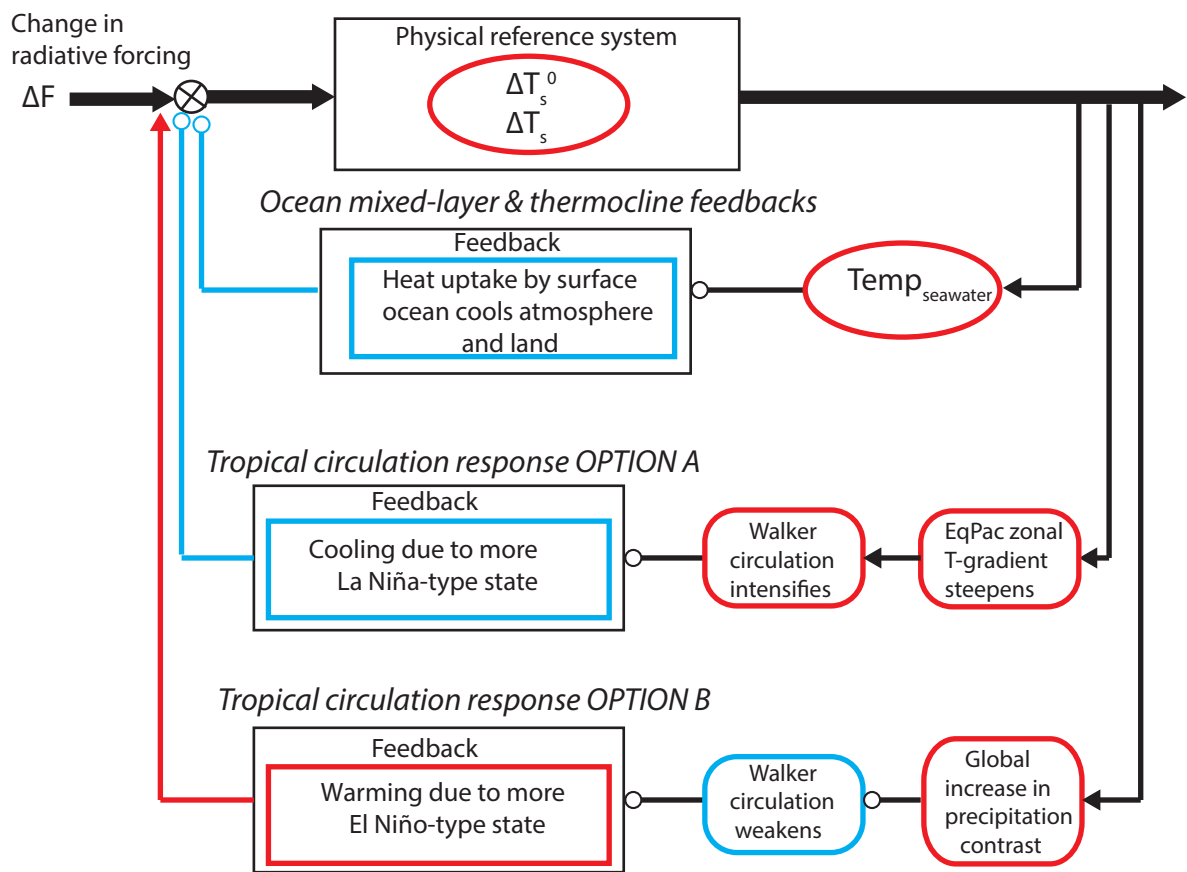 Change in
radiative forcing
ΔF
Physical reference system
ΔTs⁰
ΔTs
Ocean mixed-layer & thermocline feedbacks
Feedback
Heat uptake by surface
ocean cools atmosphere
and land
Temp seawater
Tropical circulation response OPTION A
Feedback
Cooling due to more
La Niña-type state
Walker
circulation
intensifies
EqPac zonal
T-gradient
steepens
Tropical circulation response OPTION B
Feedback
Warming due to more
El Niño-type state
Walker
circulation
weakens
Global
increase in
precipitation
contrast